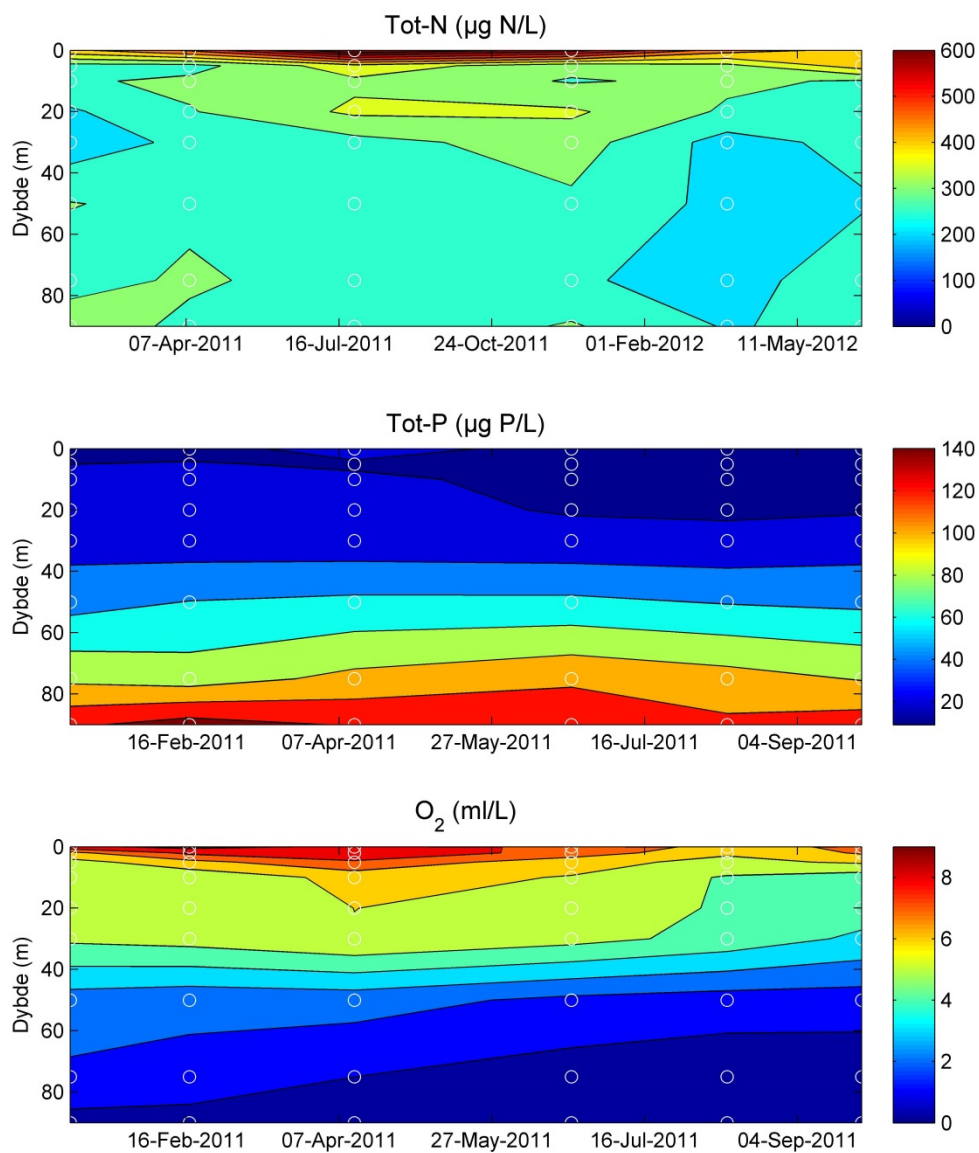 Tot-N (µg N/L)
0
20
40
60
80
Dybde (m)
07-Apr-2011
16-Jul-2011
24-Oct-2011
01-Feb-2012
11-May-2012
600
500
400
300
200
100
0
Tot-P (µg P/L)
0
20
40
60
80
Dybde (m)
16-Feb-2011
07-Apr-2011
27-May-2011
16-Jul-2011
04-Sep-2011
140
120
100
80
60
40
20
O2 (ml/L)
0
20
40
60
80
Dybde (m)
16-Feb-2011
07-Apr-2011
27-May-2011
16-Jul-2011
04-Sep-2011
8
6
4
2
0